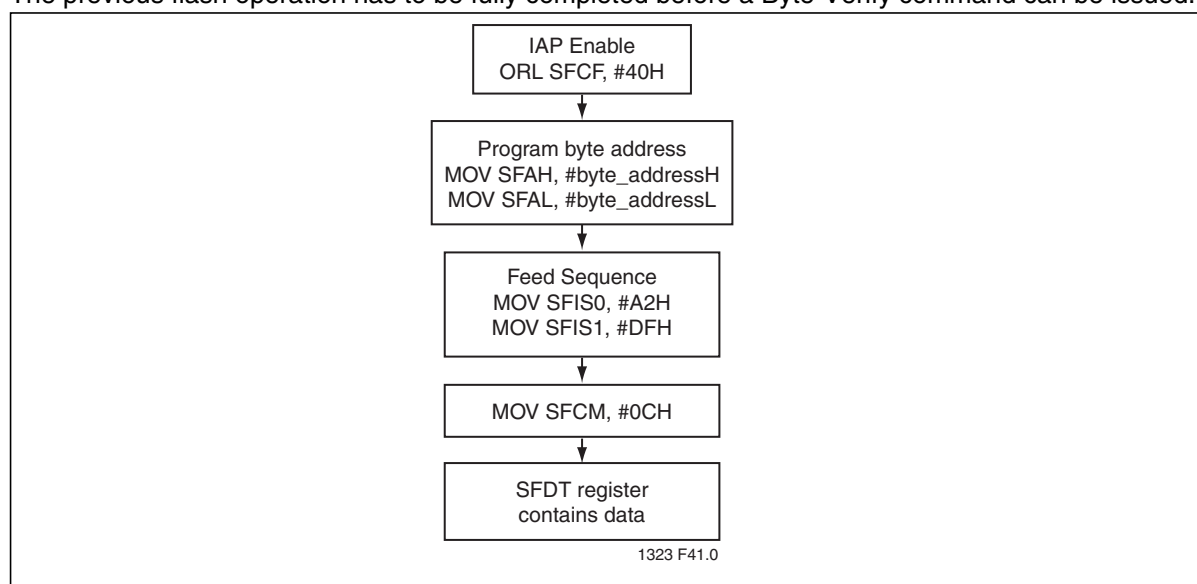 The previous flash operation has to be fully completed before a Byte-Verify command can be issued.
IAP Enable
ORL SFCF, #40H
Program byte address
MOV SFAH, #byte_addressH
MOV SFAL, #byte_addressL
Feed Sequence
MOV SFIS0, #A2H
MOV SFIS1, #DFH
MOV SFCM, #0CH
SFDT register
contains data
1323 F41.0